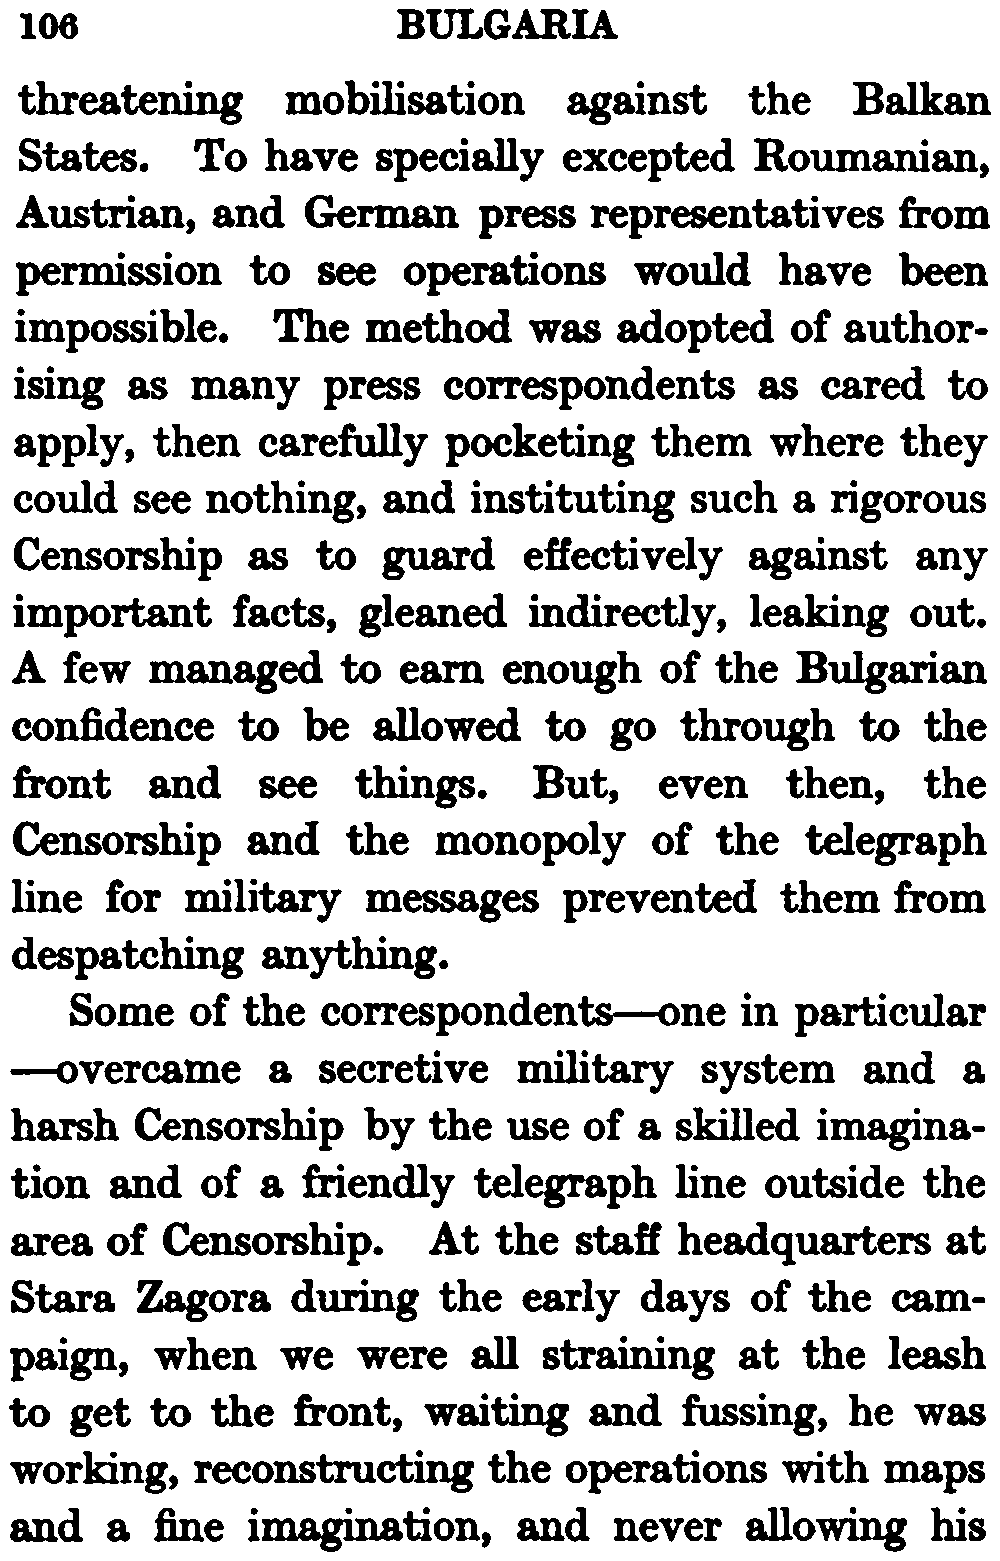 106 BULGARIA
threatening mobilisation against the Balkan
States. To have specially excepted Roumanian,
Austrian, and German press representatives from
permission to see operations would have been
impossible. The method was adopted of author-
ising as many press correspondents as cared to
apply, then carefully pocketing them where they
could see nothing, and instituting such a rigorous
Censorship as to guard effectively against any
important facts, gleaned indirectly, leaking out.
A few managed to earn enough of the Bulgarian
confidence to be allowed to go through to the
front and see things. But, even then, the
Censorship and the monopoly of the telegraph
line for military messages prevented them from
despatching anything.
Some of the correspondents—one in particular
—overcame a secretive military system and a
harsh Censorship by the use of a skilled imagina-
tion and of a friendly telegraph line outside the
area of Censorship. At the staff headquarters at
Stara Zagora during the early days of the cam-
paign, when we were all straining at the leash
to get to the front, waiting and fussing, he was
working, reconstructing the operations with maps
and a fine imagination, and never allowing his